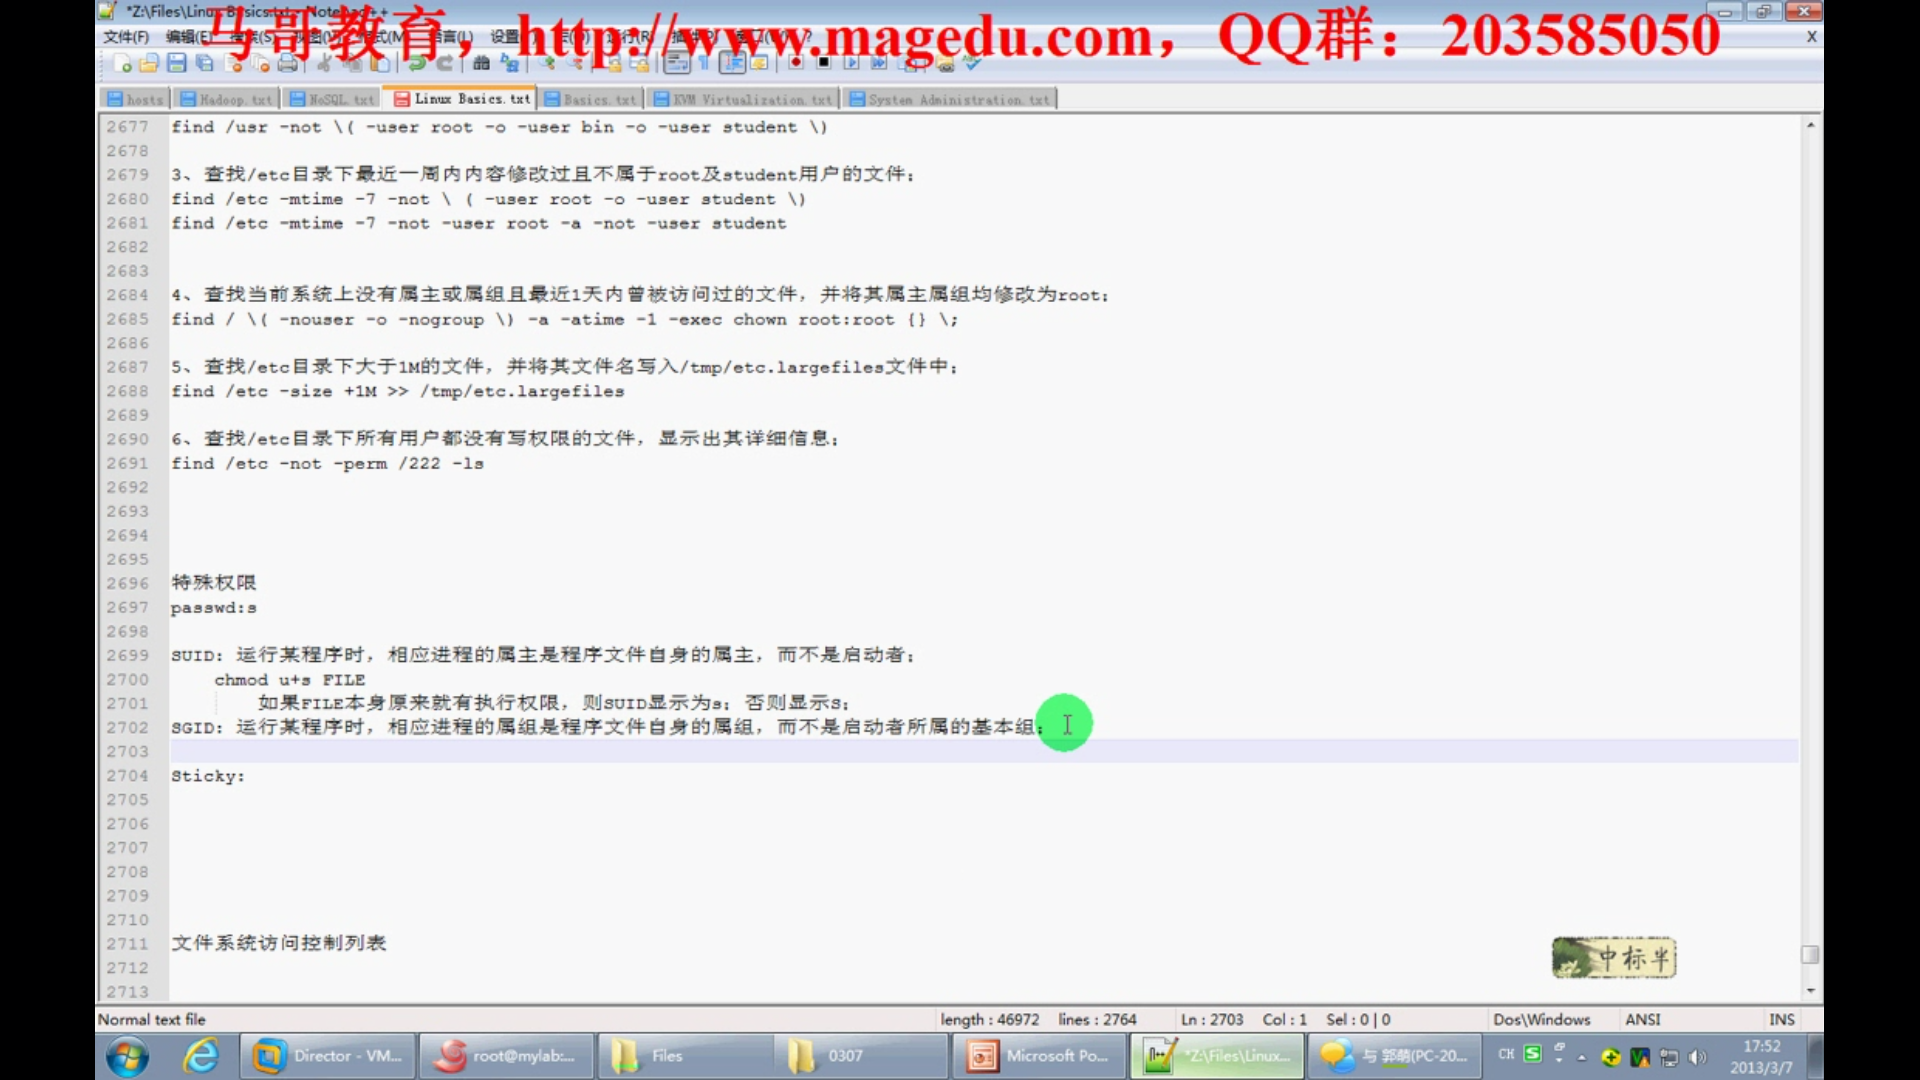 *Z:\Files\Linux Basics.txt - Notepad++
马哥教育，http://www.magedu.com，QQ群：203585050
文件(F) 编辑(E) 语言(L)
hosts Hadoop.txt NoSQL.txt Linux Basics.txt Basics.txt KVM Virtualization.txt System Administration.txt
2677 find /usr -not \( -user root -o -user bin -o -user student \)
2678
2679 3、查找/etc目录下最近一周内内容修改过且不属于root及student用户的文件；
2680 find /etc -mtime -7 -not \ ( -user root -o -user student \)
2681 find /etc -mtime -7 -not -user root -a -not -user student
2682
2683
2684 4、查找当前系统上没有属主或属组且最近1天内曾被访问过的文件，并将其属主属组均修改为root；
2685 find / \( -nouser -o -nogroup \) -a -atime -1 -exec chown root:root {} \;
2686
2687 5、查找/etc目录下大于1M的文件，并将其文件名写入/tmp/etc.largefiles文件中；
2688 find /etc -size +1M >> /tmp/etc.largefiles
2689
2690 6、查找/etc目录下所有用户都没有写权限的文件，显示出其详细信息；
2691 find /etc -not -perm /222 -ls
2692
2693
2694
2695
2696 特殊权限
2697 passwd:s
2698
2699 SUID: 运行某程序时，相应进程的属主是程序文件自身的属主，而不是启动者；
2700 chmod u+s FILE
2701 如果FILE本身原来就有执行权限，则SUID显示为s；否则显示S；
2702 SGID: 运行某程序时，相应进程的属组是程序文件自身的属组，而不是启动者所属的基本组；
2703
2704 Sticky:
2705
2706
2707
2708
2709
2710
2711 文件系统访问控制列表
2712
2713
中标半
Normal text file length : 46972 lines : 2764 Ln : 2703 Col : 1 Sel : 0 | 0 Dos\Windows ANSI INS
Director - VM... root@mylab:... Files 0307 Microsoft Po... *Z:\Files\Linux... 与 郭萌(PC-20... CH 17:52
2013/3/7